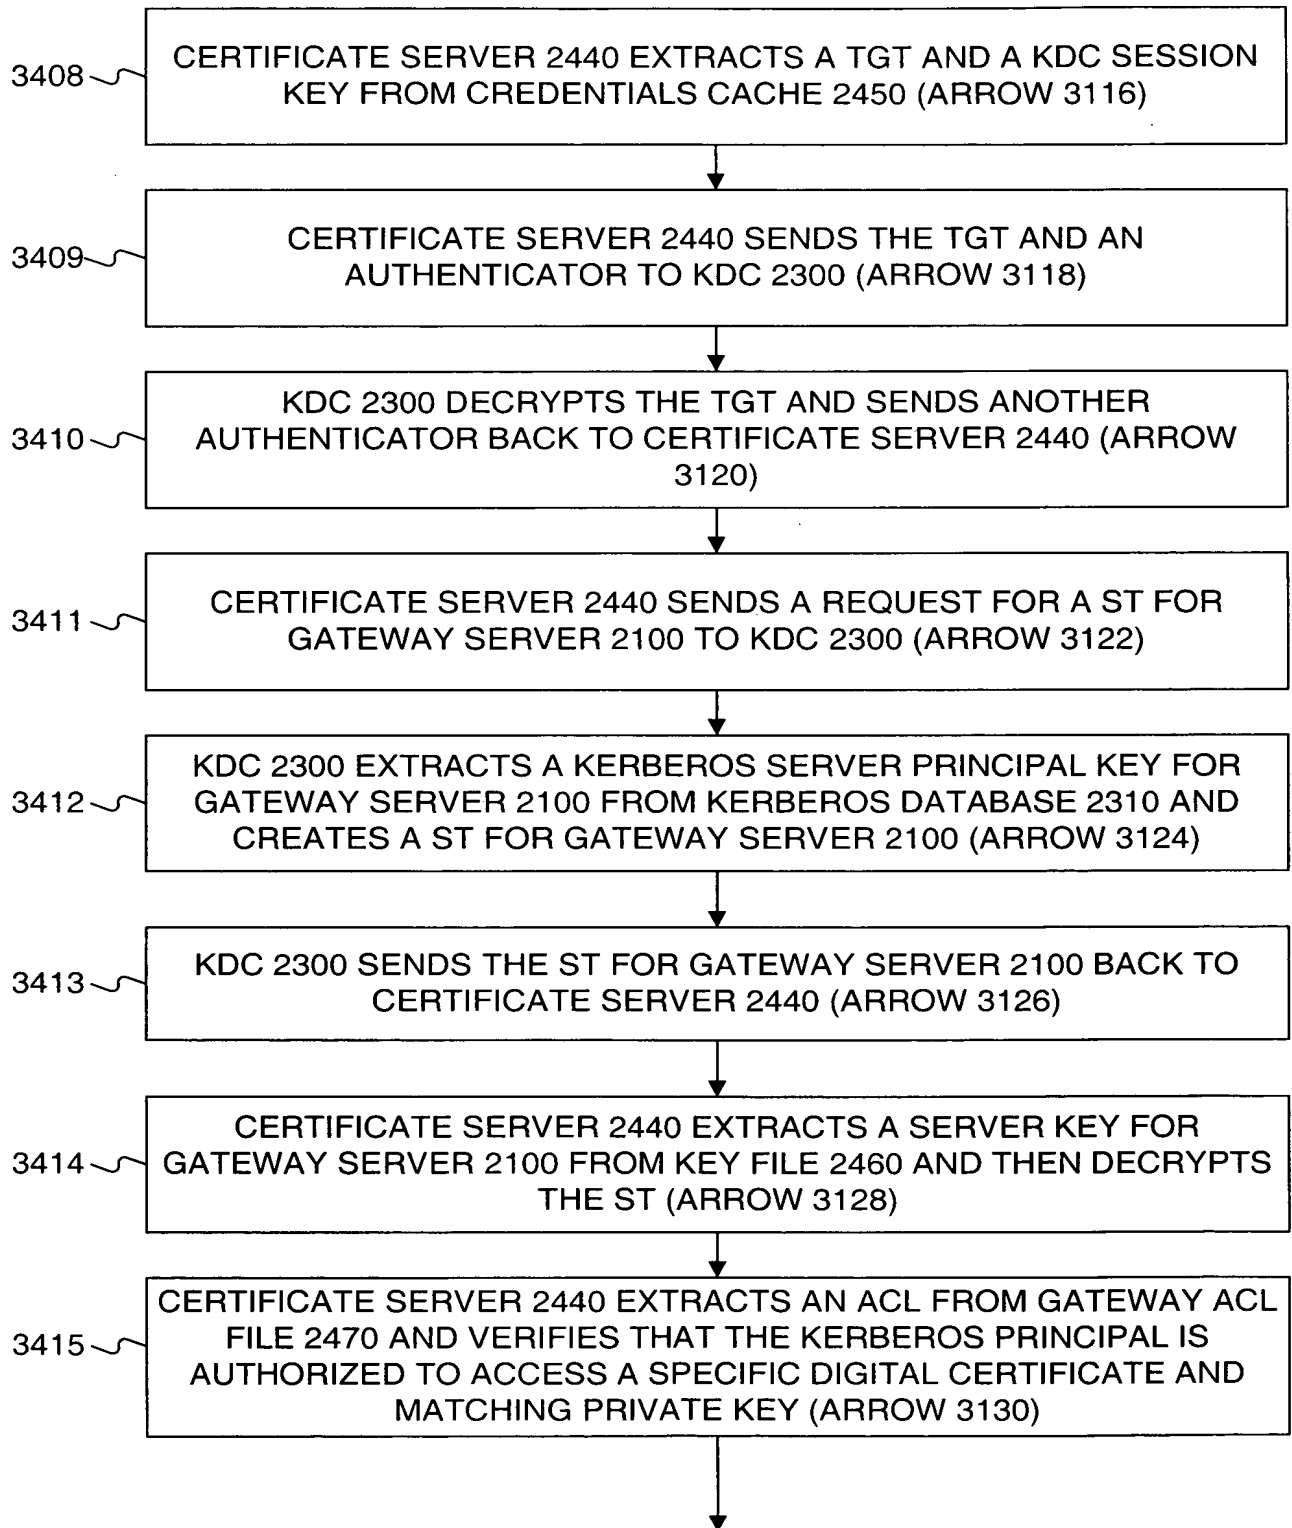 3408
CERTIFICATE SERVER 2440 EXTRACTS A TGT AND A KDC SESSION
KEY FROM CREDENTIALS CACHE 2450 (ARROW 3116)
3409
CERTIFICATE SERVER 2440 SENDS THE TGT AND AN
AUTHENTICATOR TO KDC 2300 (ARROW 3118)
3410
KDC 2300 DECRYPTS THE TGT AND SENDS ANOTHER
AUTHENTICATOR BACK TO CERTIFICATE SERVER 2440 (ARROW
3120)
3411
CERTIFICATE SERVER 2440 SENDS A REQUEST FOR A ST FOR
GATEWAY SERVER 2100 TO KDC 2300 (ARROW 3122)
3412
KDC 2300 EXTRACTS A KERBEROS SERVER PRINCIPAL KEY FOR
GATEWAY SERVER 2100 FROM KERBEROS DATABASE 2310 AND
CREATES A ST FOR GATEWAY SERVER 2100 (ARROW 3124)
3413
KDC 2300 SENDS THE ST FOR GATEWAY SERVER 2100 BACK TO
CERTIFICATE SERVER 2440 (ARROW 3126)
3414
CERTIFICATE SERVER 2440 EXTRACTS A SERVER KEY FOR
GATEWAY SERVER 2100 FROM KEY FILE 2460 AND THEN DECRYPTS
THE ST (ARROW 3128)
3415
CERTIFICATE SERVER 2440 EXTRACTS AN ACL FROM GATEWAY ACL
FILE 2470 AND VERIFIES THAT THE KERBEROS PRINCIPAL IS
AUTHORIZED TO ACCESS A SPECIFIC DIGITAL CERTIFICATE AND
MATCHING PRIVATE KEY (ARROW 3130)